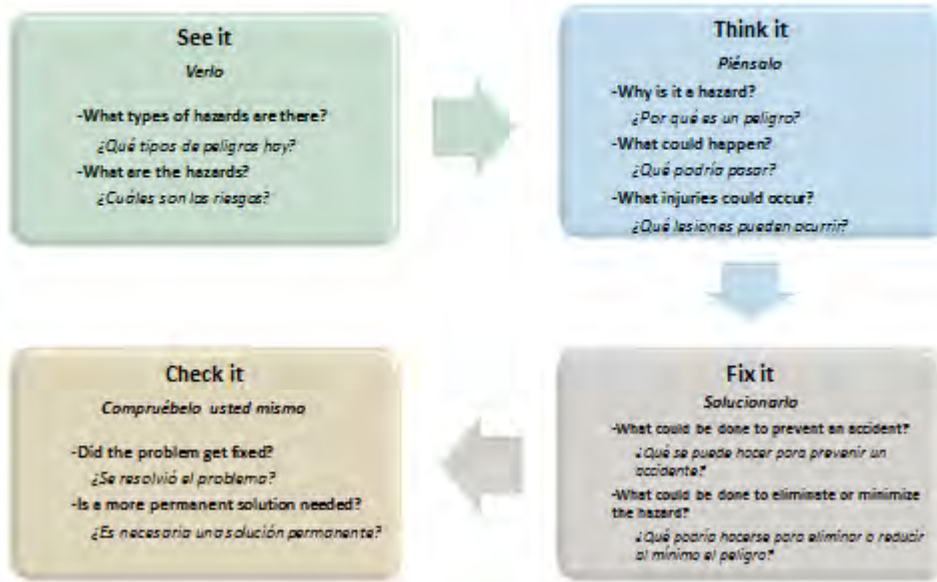 See it
Verlo
-What types of hazards are there?
¿Qué tipos de peligros hay?
-What are the hazards?
¿Cuáles son los riesgos?
Think it
Piénsalo
-Why is it a hazard?
¿Por qué es un peligro?
-What could happen?
¿Qué podría pasar?
-What injuries could occur?
¿Qué lesiones pueden ocurrir?
Fix it
Solucionarlo
-What could be done to prevent an accident?
¿Qué se puede hacer para prevenir un
accidente?
-What could be done to eliminate or minimize
the hazard?
¿Qué podría hacerse para eliminar o reducir
al mínimo el peligro?
Check it
Compruébelo usted mismo
-Did the problem get fixed?
¿Se resolvió el problema?
-Is a more permanent solution needed?
¿Es necesaria una solución permanente?